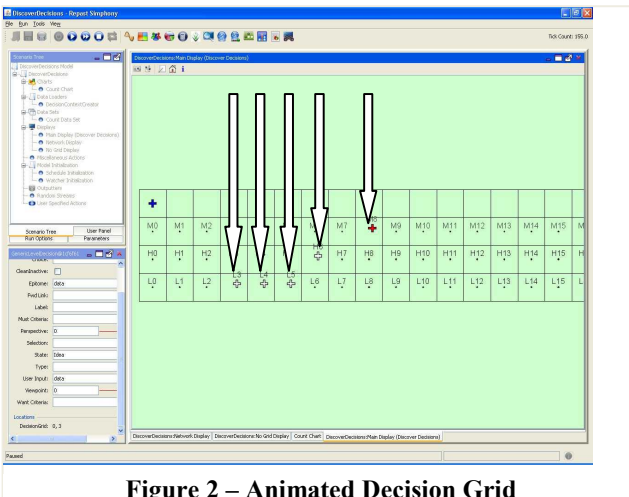 DiscoverDecisions - Repast Simphony
File Run Tools View
Tick Count: 195.0
Scenario Tree
DiscoverDecisions Model
DiscoverDecisions
Charts
Count Chart
Data Loaders
DecisionContextCreator
Data Sets
Count Data Set
Displays
Main Display (Discover Decisions)
Network Display
No Grid Display
Miscellaneous Actions
Model Initialization
Schedule Initialization
Watcher Initialization
Outputters
Random Streams
User Specified Actions
Scenario Tree User Panel
Run Options Parameters
Choice:
CleanInactive:
Epitome: data
Fwd Link:
Label:
Must Criteria:
Perspective: 0
Selection:
State: Idea
Type:
User Input: data
Viewpoint: 0
Want Criteria:
Locations
DecisionGrid: 0, 3
DiscoverDecisions:Main Display (Discover Decisions)
M0 M1 M2 M7 M8 M9 M10 M11 M12 M13 M14 M15 M
H0 H1 H2 H6 H7 H8 H9 H10 H11 H12 H13 H14 H15 H
L0 L1 L2 L3 L4 L5 L6 L7 L8 L9 L10 L11 L12 L13 L14 L15 L
DiscoverDecisions:Network Display DiscoverDecisions:No Grid Display Count Chart DiscoverDecisions:Main Display (Discover Decisions)
Paused
Figure 2 – Animated Decision Grid